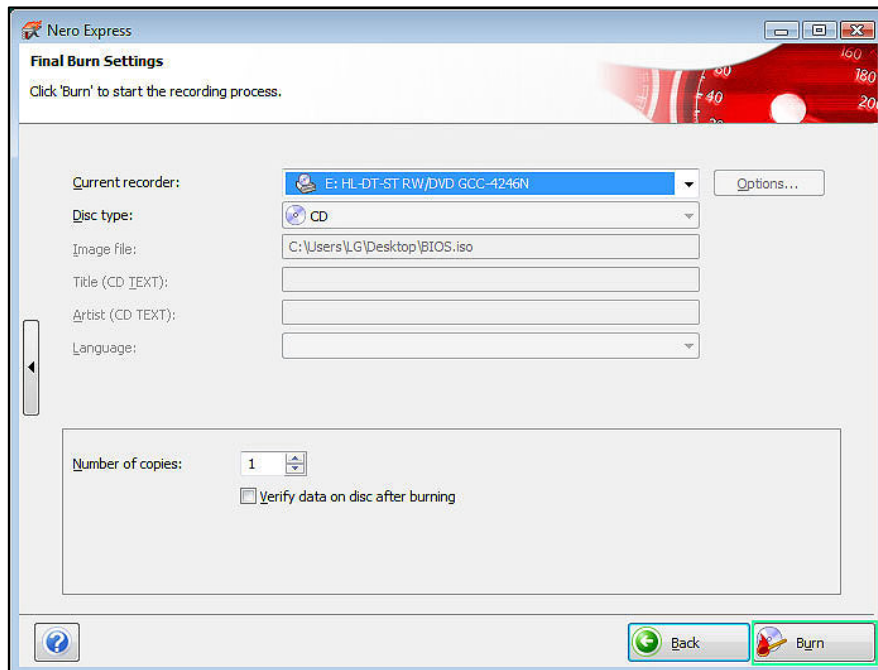 Nero Express
Final Burn Settings
Click 'Burn' to start the recording process.
160
180
200
60
40
20
Current recorder: E: HL-DT-ST RW/DVD GCC-4246N Options...
Disc type: CD
Image file: C:\Users\LG\Desktop\BIOS.iso
Title (CD TEXT):
Artist (CD TEXT):
Language:
Number of copies: 1
Verify data on disc after burning
Back Burn